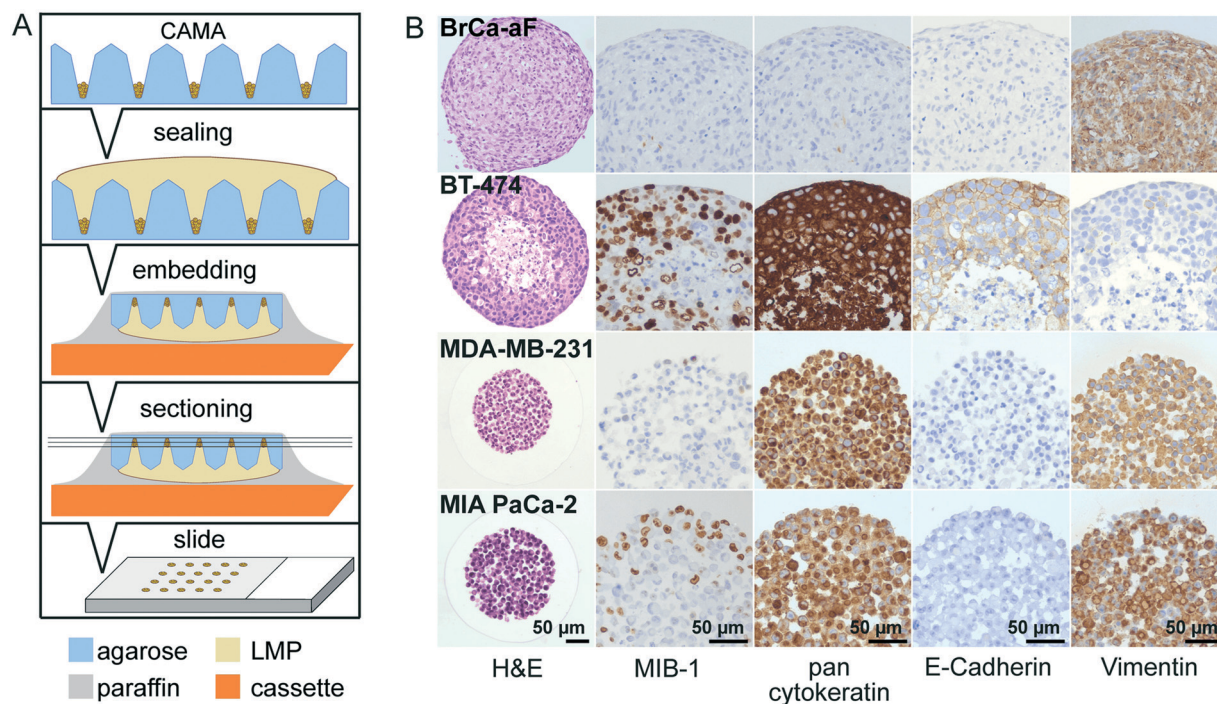 A
CAMA
sealing
embedding
sectioning
slide
agarose
LMP
paraffin
cassette
B
BrCa-aF
BT-474
MDA-MB-231
MIA PaCa-2
50 µm
50 µm
50 µm
50 µm
50 µm
H&E
MIB-1
pan
cytokeratin
E-Cadherin
Vimentin